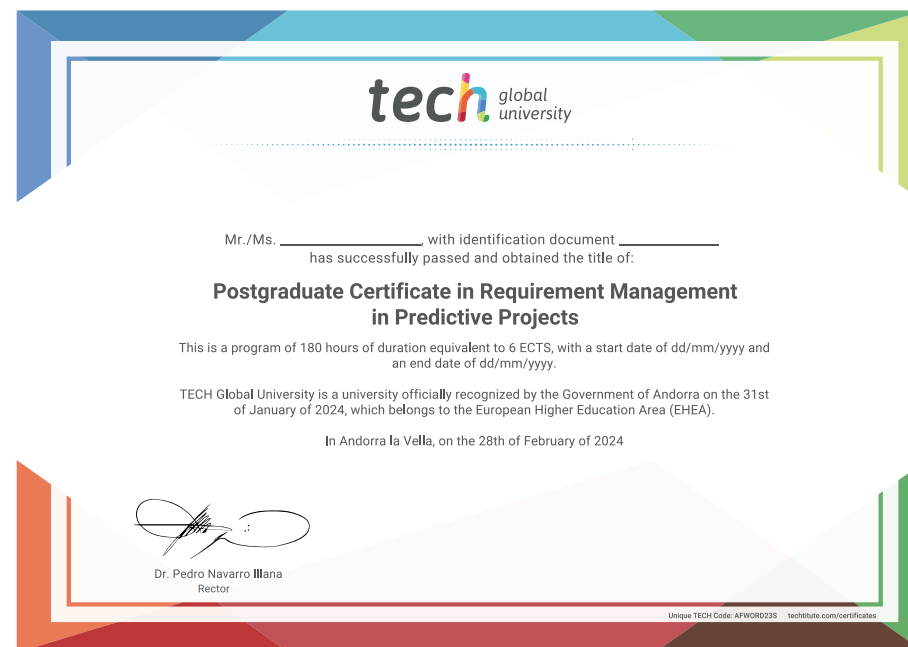 tech global university
Mr./Ms. ____________________, with identification document ______________
has successfully passed and obtained the title of:
Postgraduate Certificate in Requirement Management
in Predictive Projects
This is a program of 180 hours of duration equivalent to 6 ECTS, with a start date of dd/mm/yyyy and
an end date of dd/mm/yyyy.
TECH Global University is a university officially recognized by the Government of Andorra on the 31st
of January of 2024, which belongs to the European Higher Education Area (EHEA).
In Andorra la Vella, on the 28th of February of 2024
Dr. Pedro Navarro Illana
Rector
Unique TECH Code: AFWORD23S techtitute.com/certificates